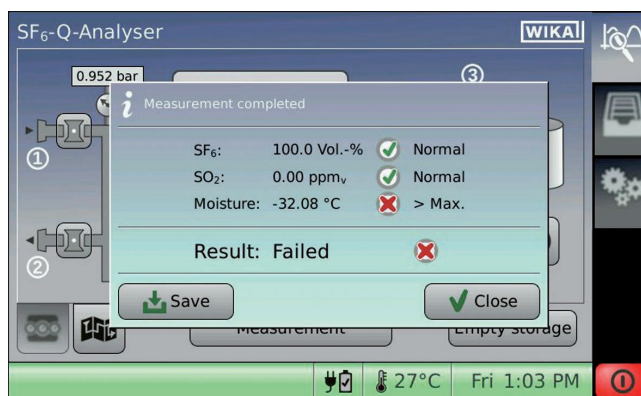 SF₆-Q-Analyser
WIKAI
0.952 bar
③
Measurement completed
SF₆: 100.0 Vol.-% Normal
①
SO₂: 0.00 ppmᵥ Normal
Moisture: -32.08 °C > Max.
Result: Failed
②
Save Close
Measurement Empty storage
27°C Fri 1:03 PM